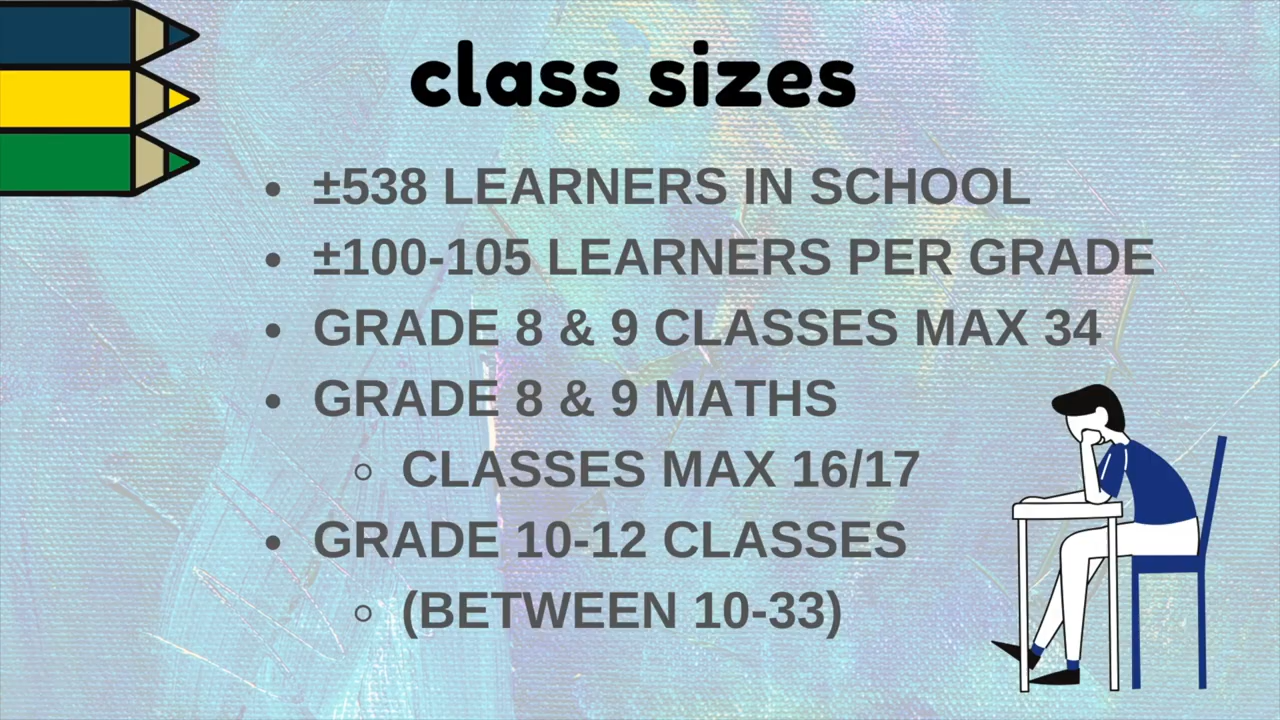 class sizes
• ±538 LEARNERS IN SCHOOL
• ±100-105 LEARNERS PER GRADE
• GRADE 8 & 9 CLASSES MAX 34
• GRADE 8 & 9 MATHS
◦ CLASSES MAX 16/17
• GRADE 10-12 CLASSES
◦ (BETWEEN 10-33)